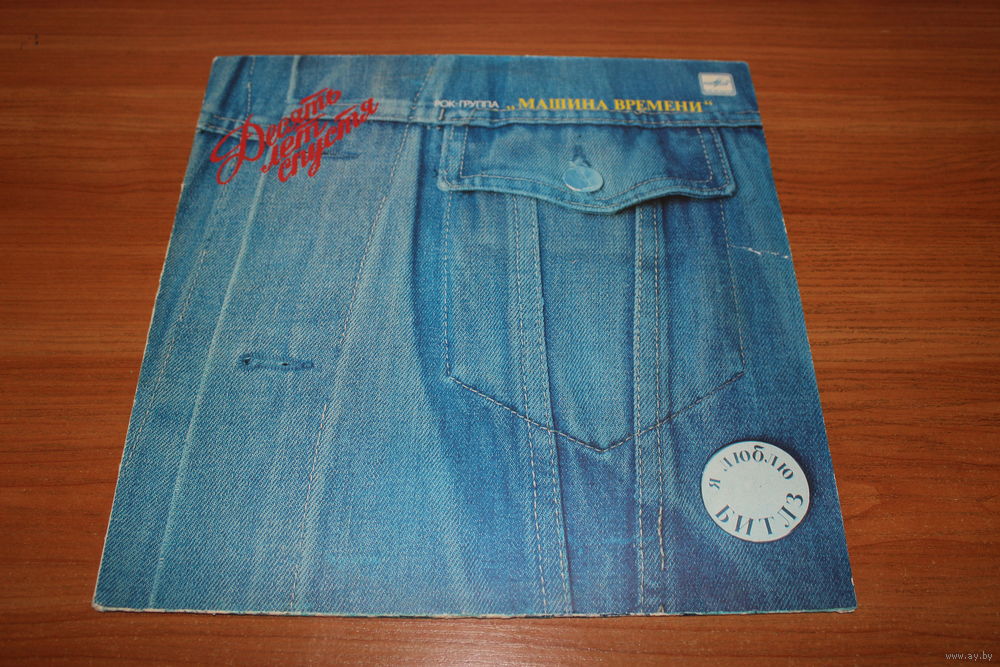 Десять
лет
спустя
РОК-ГРУППА „МАШИНА ВРЕМЕНИ“
Я ЛЮБЛЮ
БИТЛЗ
www.ay.by